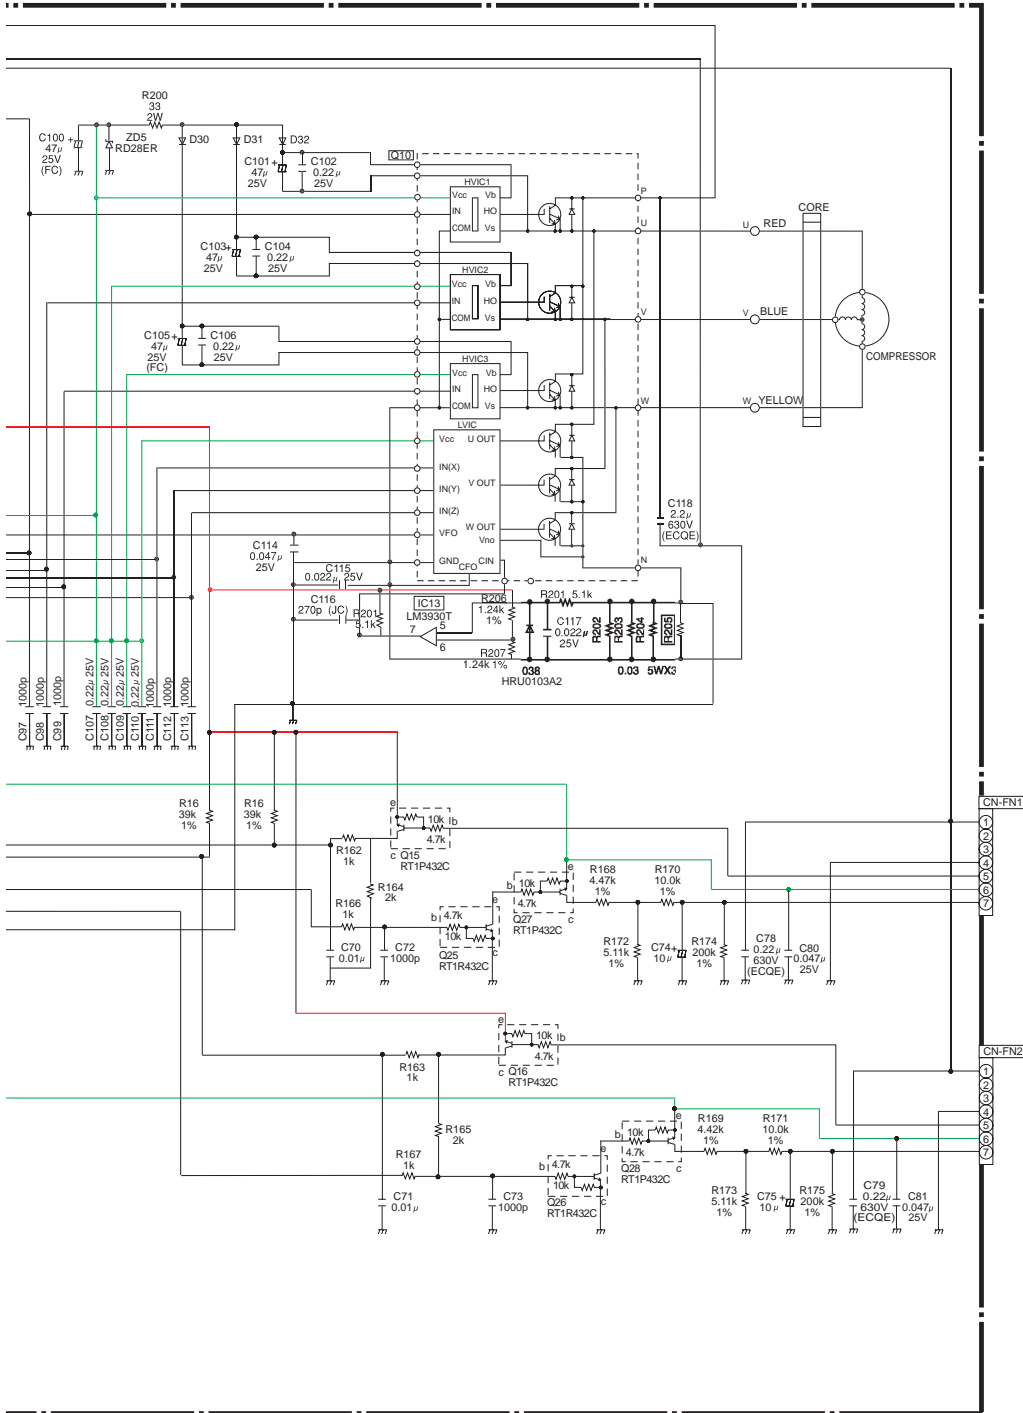 R200
33
2W
C100
47μ
25V
(FC)
ZD5
RD28ER
D30
D31
D32
C101
47μ
25V
C102
0.22μ
25V
Q10
HVIC1
Vcc
Vb
IN
HO
COM
Vs
P
U
CORE
U
RED
C103
47μ
25V
C104
0.22μ
25V
HVIC2
Vcc
Vb
IN
HO
COM
Vs
V
V
BLUE
COMPRESSOR
C105
47μ
25V
(FC)
C106
0.22μ
25V
HVIC3
Vcc
Vb
IN
HO
COM
Vs
W
W
YELLOW
LVIC
Vcc
U OUT
IN(X)
IN(Y)
V OUT
IN(Z)
W OUT
VFO
Vno
GND
CIN
CFO
N
C118
2.2μ
630V
(ECQE)
C114
0.047μ
25V
C115
0.022μ 25V
C116
270p (JC)
R201
5.1k
IC13
LM3930T
7
5
6
R206
1.24k
1%
R207
1.24k 1%
R201 5.1k
C117
0.022μ
25V
R202
R203
R204
R205
038
HRU0103A2
0.03
5WX3
C97 1000p
C98 1000p
C99 1000p
C107 0.22μ 25V
C108 0.22μ 25V
C109 0.22μ 25V
C110 0.22μ 25V
C111 1000p
C112 1000p
C113 1000p
R16
39k
1%
R16
39k
1%
R162
1k
e
10k
4.7k
b
c
Q15
RT1P432C
R164
2k
R166
1k
C70
0.01μ
C72
1000p
b
4.7k
10k
e
c
Q25
RT1R432C
b
10k
4.7k
e
c
Q27
RT1P432C
R168
4.47k
1%
R170
10.0k
1%
R172
5.11k
1%
C74
10μ
R174
200k
1%
C78
0.22μ
630V
(ECQE)
C80
0.047μ
25V
CN-FN1
1
2
3
4
5
6
7
e
10k
4.7k
b
c
Q16
RT1P432C
R163
1k
R165
2k
R167
1k
C71
0.01μ
C73
1000p
b
4.7k
10k
e
c
Q26
RT1R432C
b
10k
4.7k
e
c
Q28
RT1P432C
R169
4.42k
1%
R171
10.0k
1%
R173
5.11k
1%
C75
10μ
R175
200k
1%
C79
0.22μ
630V
(ECQE)
C81
0.047μ
25V
CN-FN2
1
2
3
4
5
6
7